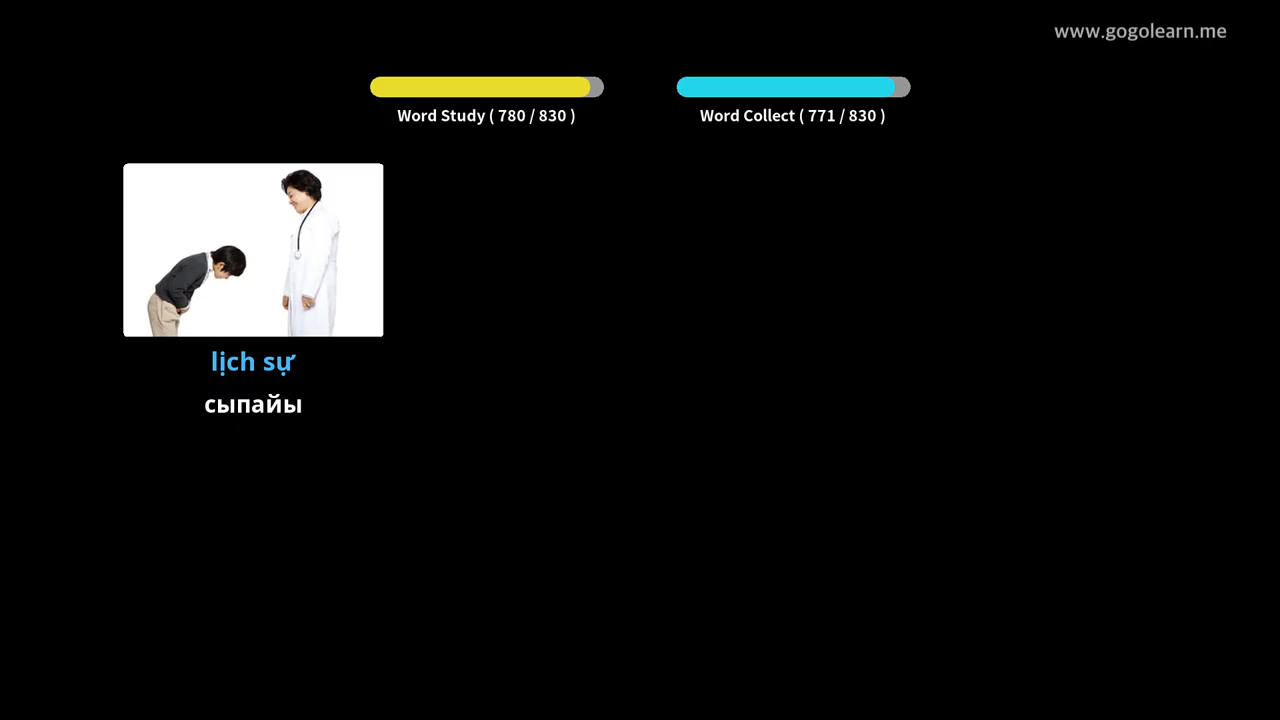 www.gogolearn.me
Word Study ( 780 / 830 )
Word Collect ( 771 / 830 )
lịch sự
сыпайы